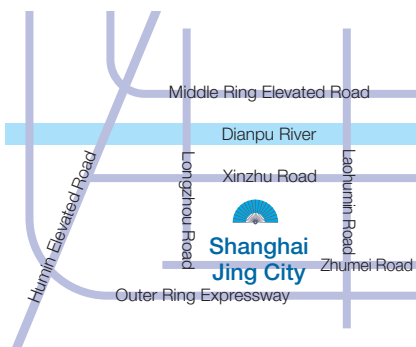 Middle Ring Elevated Road
Dianpu River
Humin Elevated Road
Longzhou Road
Xinzhu Road
Laohumin Road
Shanghai
Jing City
Zhumei Road
Outer Ring Expressway